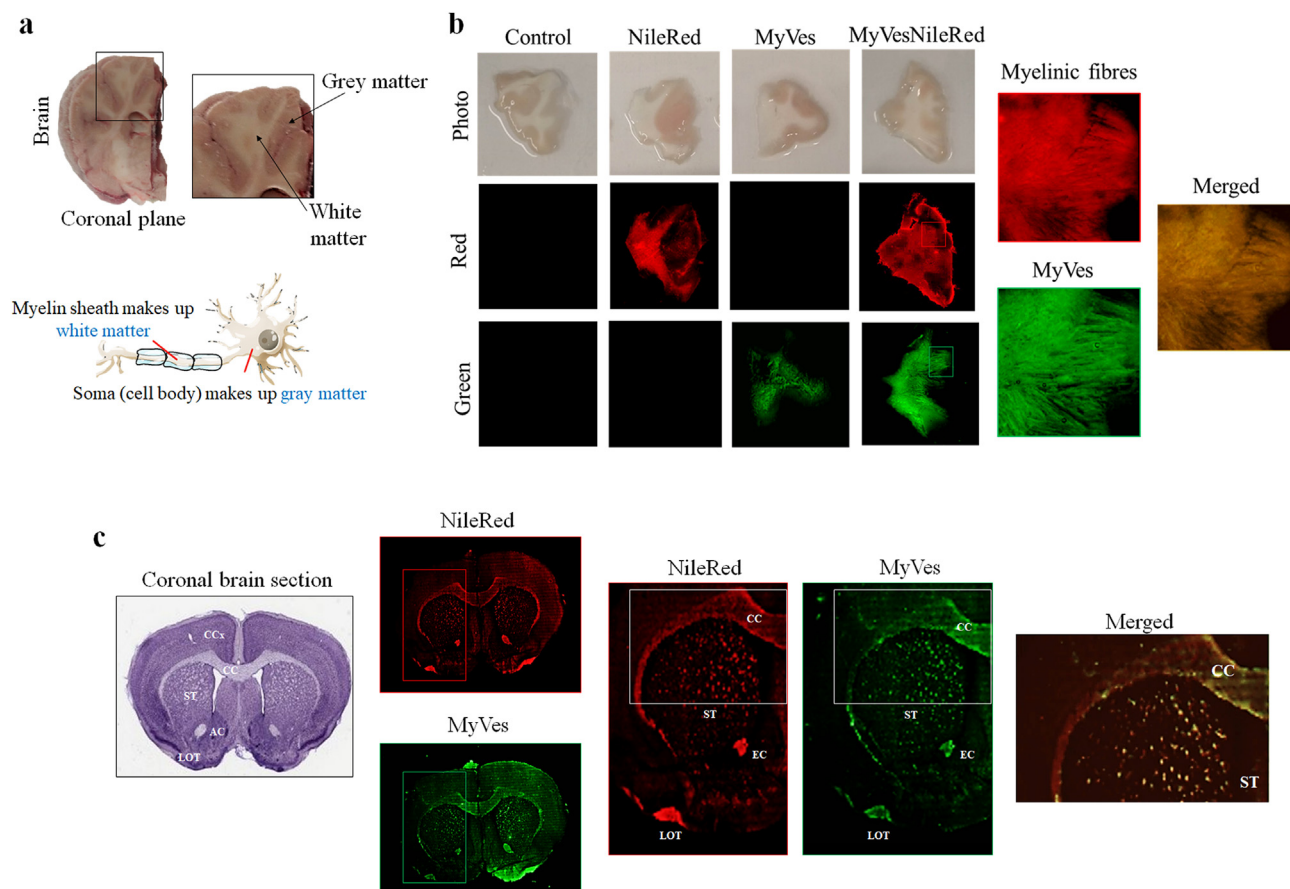 a
Brain
Grey matter
White
matter
Coronal plane
Myelin sheath makes up
white matter
Soma (cell body) makes up gray matter
b
Control
NileRed
MyVes
MyVesNileRed
Photo
Red
Green
Myelinic fibres
MyVes
Merged
c
Coronal brain section
CCx
CC
ST
AC
LOT
NileRed
MyVes
NileRed
CC
ST
EC
LOT
MyVes
CC
ST
EC
LOT
Merged
CC
ST